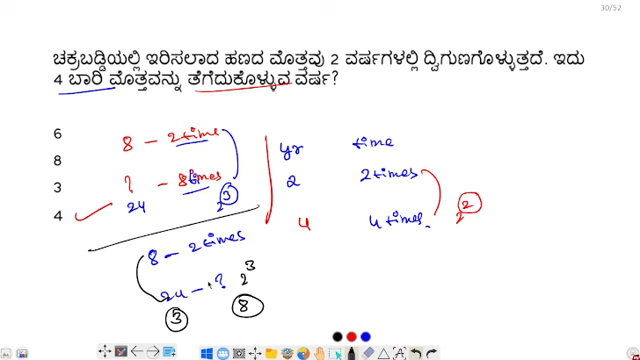 30/52
ಚಕ್ರಬಡ್ಡಿಯಲ್ಲಿ ಇರಿಸಲಾದ ಹಣದ ಮೊತ್ತವು 2 ವರ್ಷಗಳಲ್ಲಿ ದ್ವಿಗುಣಗೊಳ್ಳುತ್ತದೆ. ಇದು
4 ಬಾರಿ ಮೊತ್ತವನ್ನು ತೆಗೆದುಕೊಳ್ಳುವ ವರ್ಷ?
6
8
3
4
8 – 2 time
? – 8 times
24 2^3
8 – 2 times
24 – ? 2^3
3 8
yr time
2 2 times
4 4 times 2^2